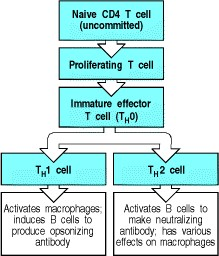 Naive CD4 T cell
(uncommitted)
Proliferating T cell
Immature effector
T cell (TH0)
TH1 cell
TH2 cell
Activates macrophages;
induces B cells to
produce opsonizing
antibody
Activates B cells to
make neutralizing
antibody; has various
effects on macrophages